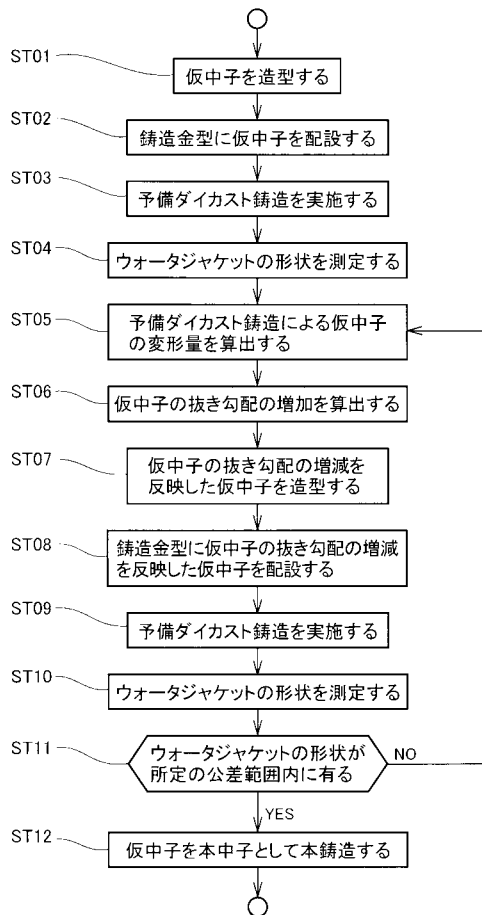 ST01
仮中子を造型する
ST02
鋳造金型に仮中子を配設する
ST03
予備ダイカスト鋳造を実施する
ST04
ウォータジャケットの形状を測定する
ST05
予備ダイカスト鋳造による仮中子
の変形量を算出する
ST06
仮中子の抜き勾配の増加を算出する
ST07
仮中子の抜き勾配の増減を
反映した仮中子を造型する
ST08
鋳造金型に仮中子の抜き勾配の増減
を反映した仮中子を配設する
ST09
予備ダイカスト鋳造を実施する
ST10
ウォータジャケットの形状を測定する
ST11
ウォータジャケットの形状が
所定の公差範囲内に有る
NO
YES
ST12
仮中子を本中子として本鋳造する